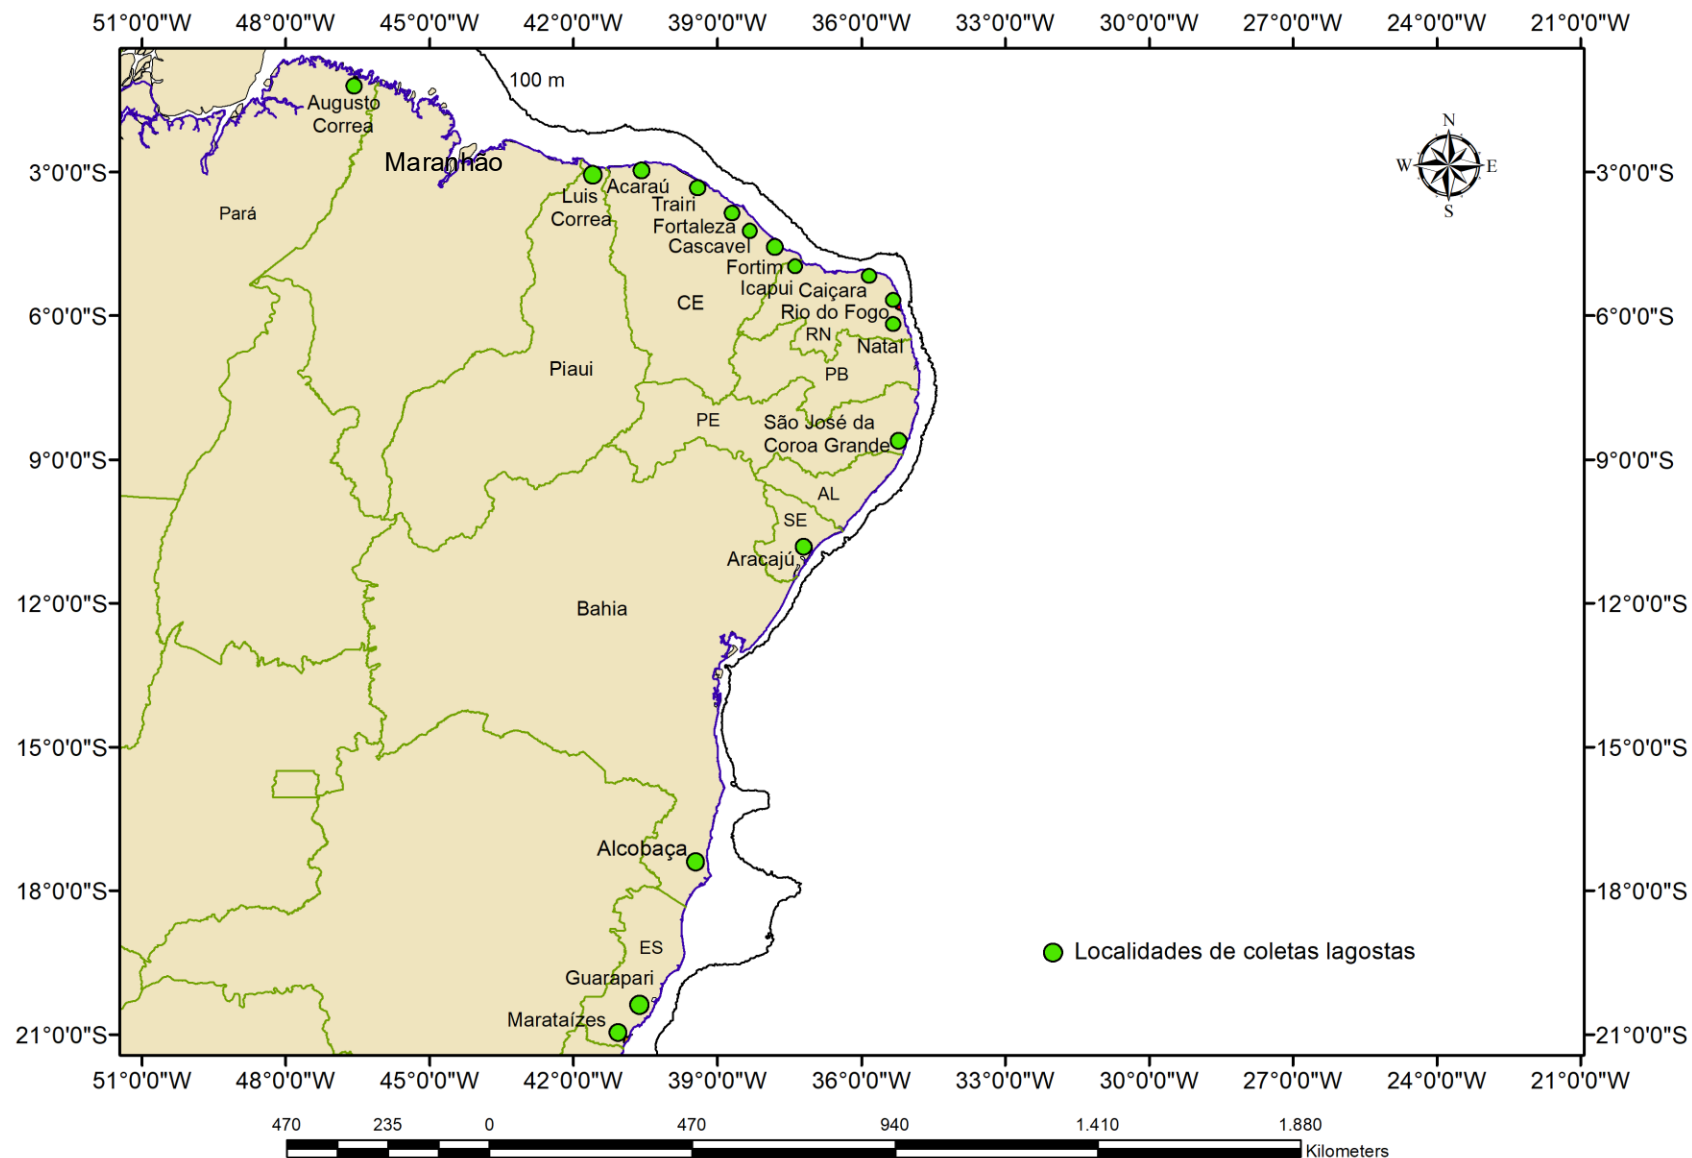 51°0'0"W 48°0'0"W 45°0'0"W 42°0'0"W 39°0'0"W 36°0'0"W 33°0'0"W 30°0'0"W 27°0'0"W 24°0'0"W 21°0'0"W
100 m
Augusto
Correa
N
Maranhão
W E
3°0'0"S 3°0'0"S
S
Acaraú
Luis
Correa
Trairi
Pará
Fortaleza
Cascavel
Fortim
Icapui
Caiçara
CE
Rio do Fogo
6°0'0"S 6°0'0"S
RN
Natal
Piaui
PB
PE
São José da
Coroa Grande
9°0'0"S 9°0'0"S
AL
SE
Aracajú
12°0'0"S 12°0'0"S
Bahia
15°0'0"S 15°0'0"S
Alcobaça
18°0'0"S 18°0'0"S
ES
Localidades de coletas lagostas
Guarapari
Marataízes
21°0'0"S 21°0'0"S
51°0'0"W 48°0'0"W 45°0'0"W 42°0'0"W 39°0'0"W 36°0'0"W 33°0'0"W 30°0'0"W 27°0'0"W 24°0'0"W 21°0'0"W
470 235 0 470 940 1.410 1.880
Kilometers